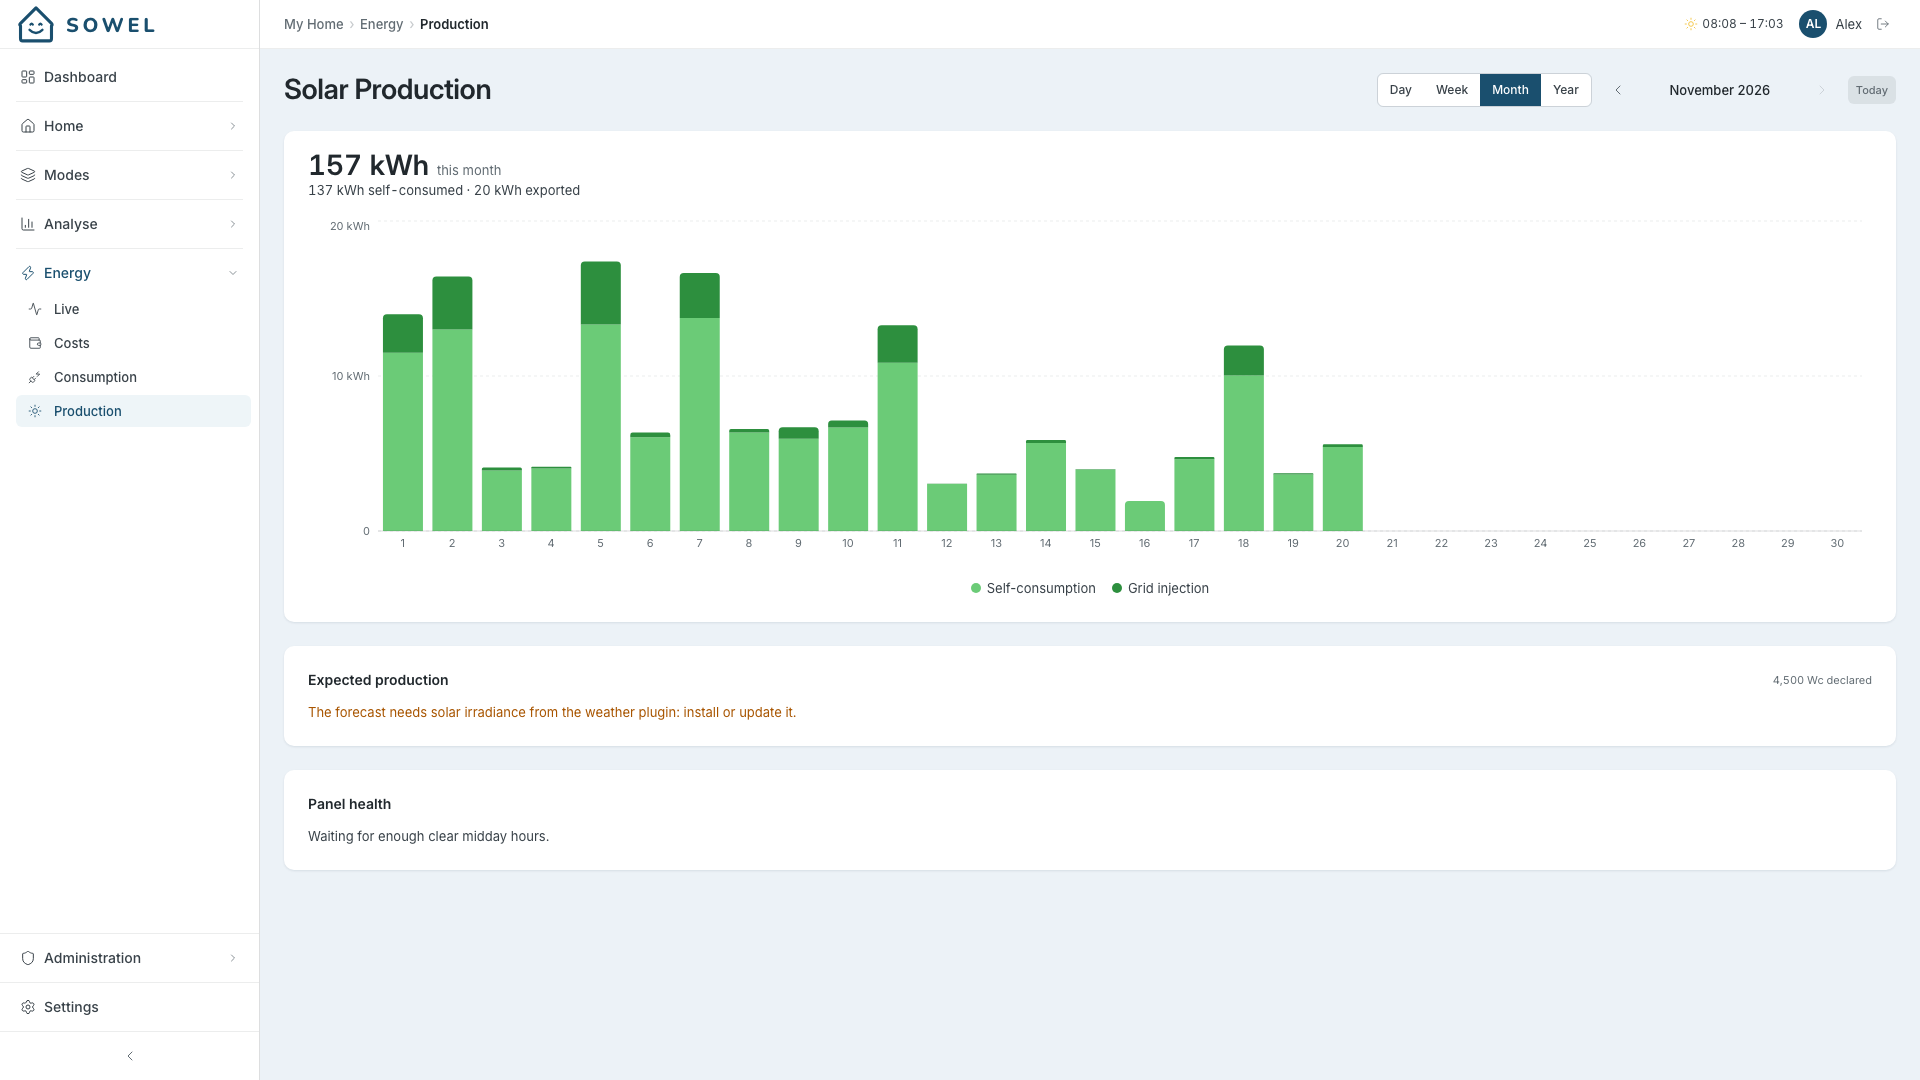 SOWEL
My Home › Energy › Production
08:08 – 17:03
AL
Alex
Dashboard
Home
Modes
Analyse
Energy
Live
Costs
Consumption
Production
Administration
Settings
Solar Production
Day Week Month Year
November 2026
Today
157 kWh this month
137 kWh self-consumed · 20 kWh exported
20 kWh
10 kWh
0
1 2 3 4 5 6 7 8 9 10 11 12 13 14 15 16 17 18 19 20 21 22 23 24 25 26 27 28 29 30
Self-consumption Grid injection
Expected production
4,500 Wc declared
The forecast needs solar irradiance from the weather plugin: install or update it.
Panel health
Waiting for enough clear midday hours.